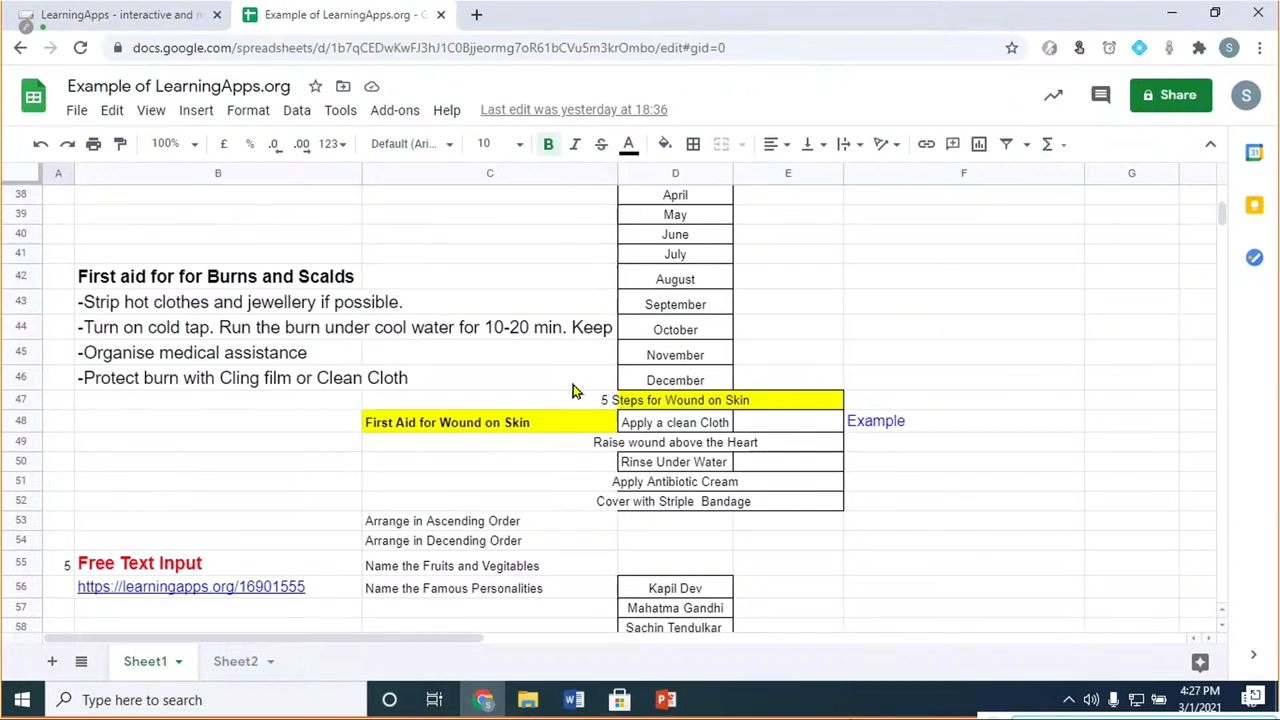 LearningApps - interactive and m
Example of LearningApps.org - G
docs.google.com/spreadsheets/d/1b7qCEDwKwFJ3hJ1C0Bjjeormg7oR61bCVu5m3krOmbo/edit#gid=0
S
Example of LearningApps.org
File Edit View Insert Format Data Tools Add-ons Help Last edit was yesterday at 18:36
Share
S
100% £ % .0 .00 123 Default (Ari... 10 B I S A
A B C D E F G
38 April
39 May
40 June
41 July
42 First aid for for Burns and Scalds August
43 -Strip hot clothes and jewellery if possible. September
44 -Turn on cold tap. Run the burn under cool water for 10-20 min. Keep October
45 -Organise medical assistance November
46 -Protect burn with Cling film or Clean Cloth December
47 5 Steps for Wound on Skin
48 First Aid for Wound on Skin Apply a clean Cloth Example
49 Raise wound above the Heart
50 Rinse Under Water
51 Apply Antibiotic Cream
52 Cover with Striple Bandage
53 Arrange in Ascending Order
54 Arrange in Decending Order
55 5 Free Text Input Name the Fruits and Vegitables
56 https://learningapps.org/16901555 Name the Famous Personalities Kapil Dev
57 Mahatma Gandhi
58 Sachin Tendulkar
Sheet1 Sheet2
Type here to search
4:27 PM
3/1/2021